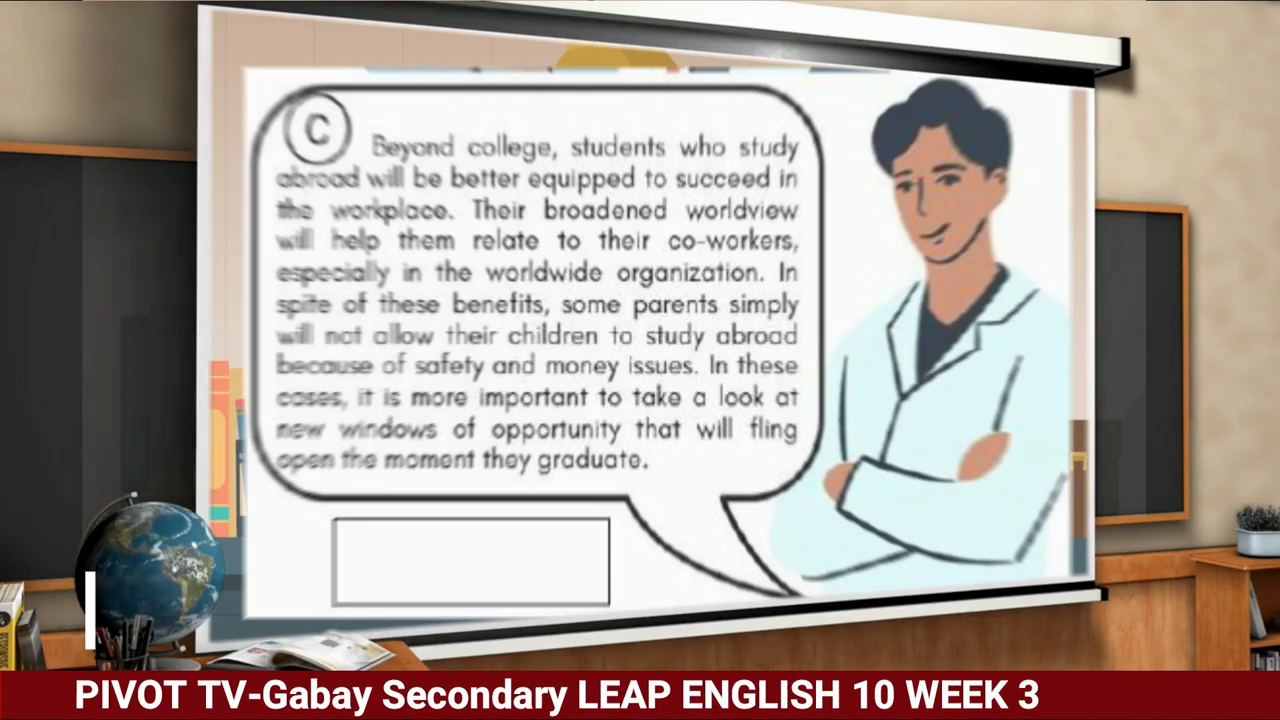 C
Beyond college, students who study
abroad will be better equipped to succeed in
the workplace. Their broadened worldview
will help them relate to their co-workers,
especially in the worldwide organization. In
spite of these benefits, some parents simply
will not allow their children to study abroad
because of safety and money issues. In these
cases, it is more important to take a look at
new windows of opportunity that will fling
open the moment they graduate.
PIVOT TV-Gabay Secondary LEAP ENGLISH 10 WEEK 3